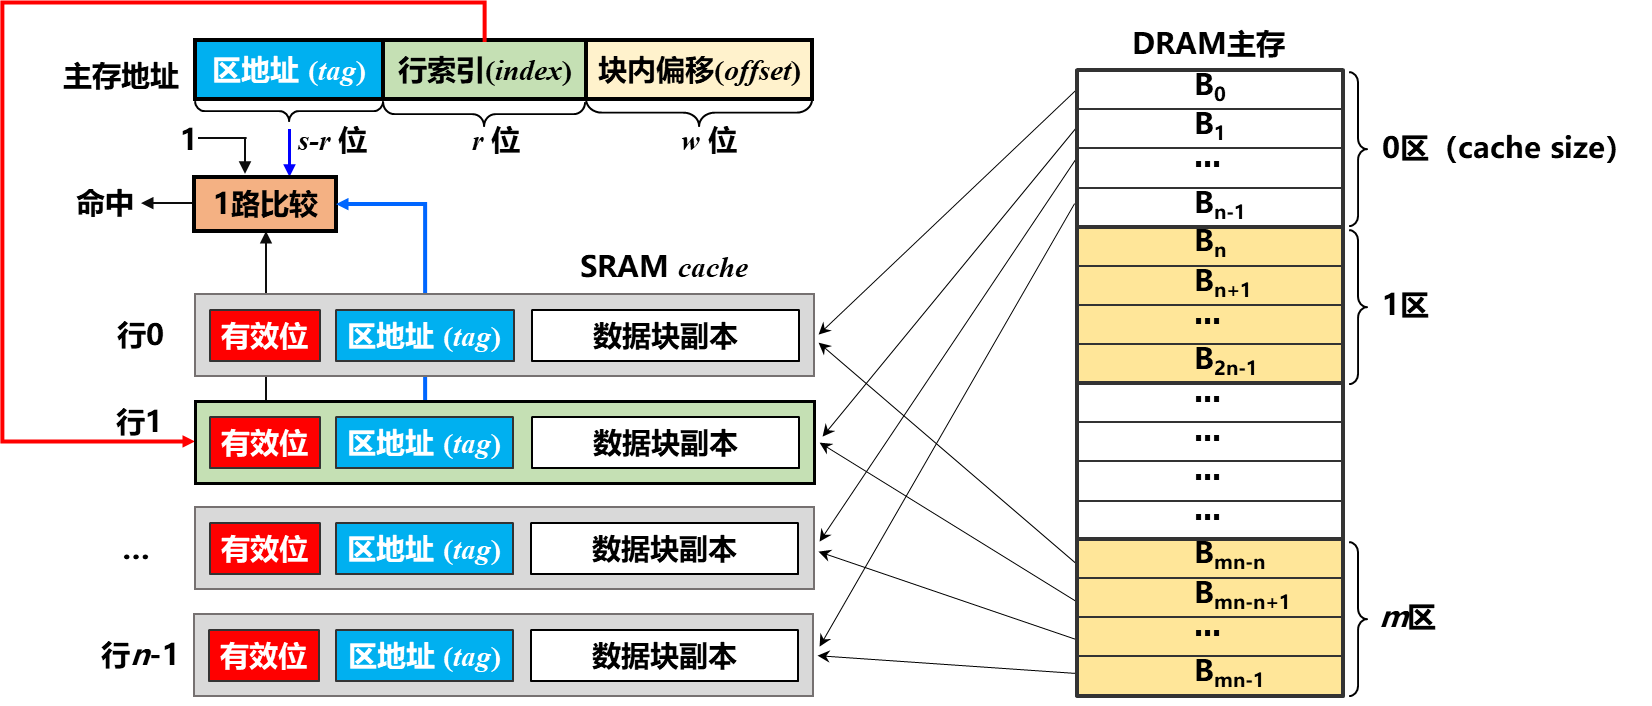 DRAM主存
主存地址
区地址 (tag)
行索引(index)
块内偏移(offset)
s-r 位
r 位
w 位
1
1路比较
命中
SRAM cache
行0
有效位
区地址 (tag)
数据块副本
行1
有效位
区地址 (tag)
数据块副本
...
有效位
区地址 (tag)
数据块副本
行n-1
有效位
区地址 (tag)
数据块副本
B0
B1
...
Bn-1
Bn
Bn+1
...
B2n-1
...
...
...
...
Bmn-n
Bmn-n+1
...
Bmn-1
0区（cache size）
1区
m区